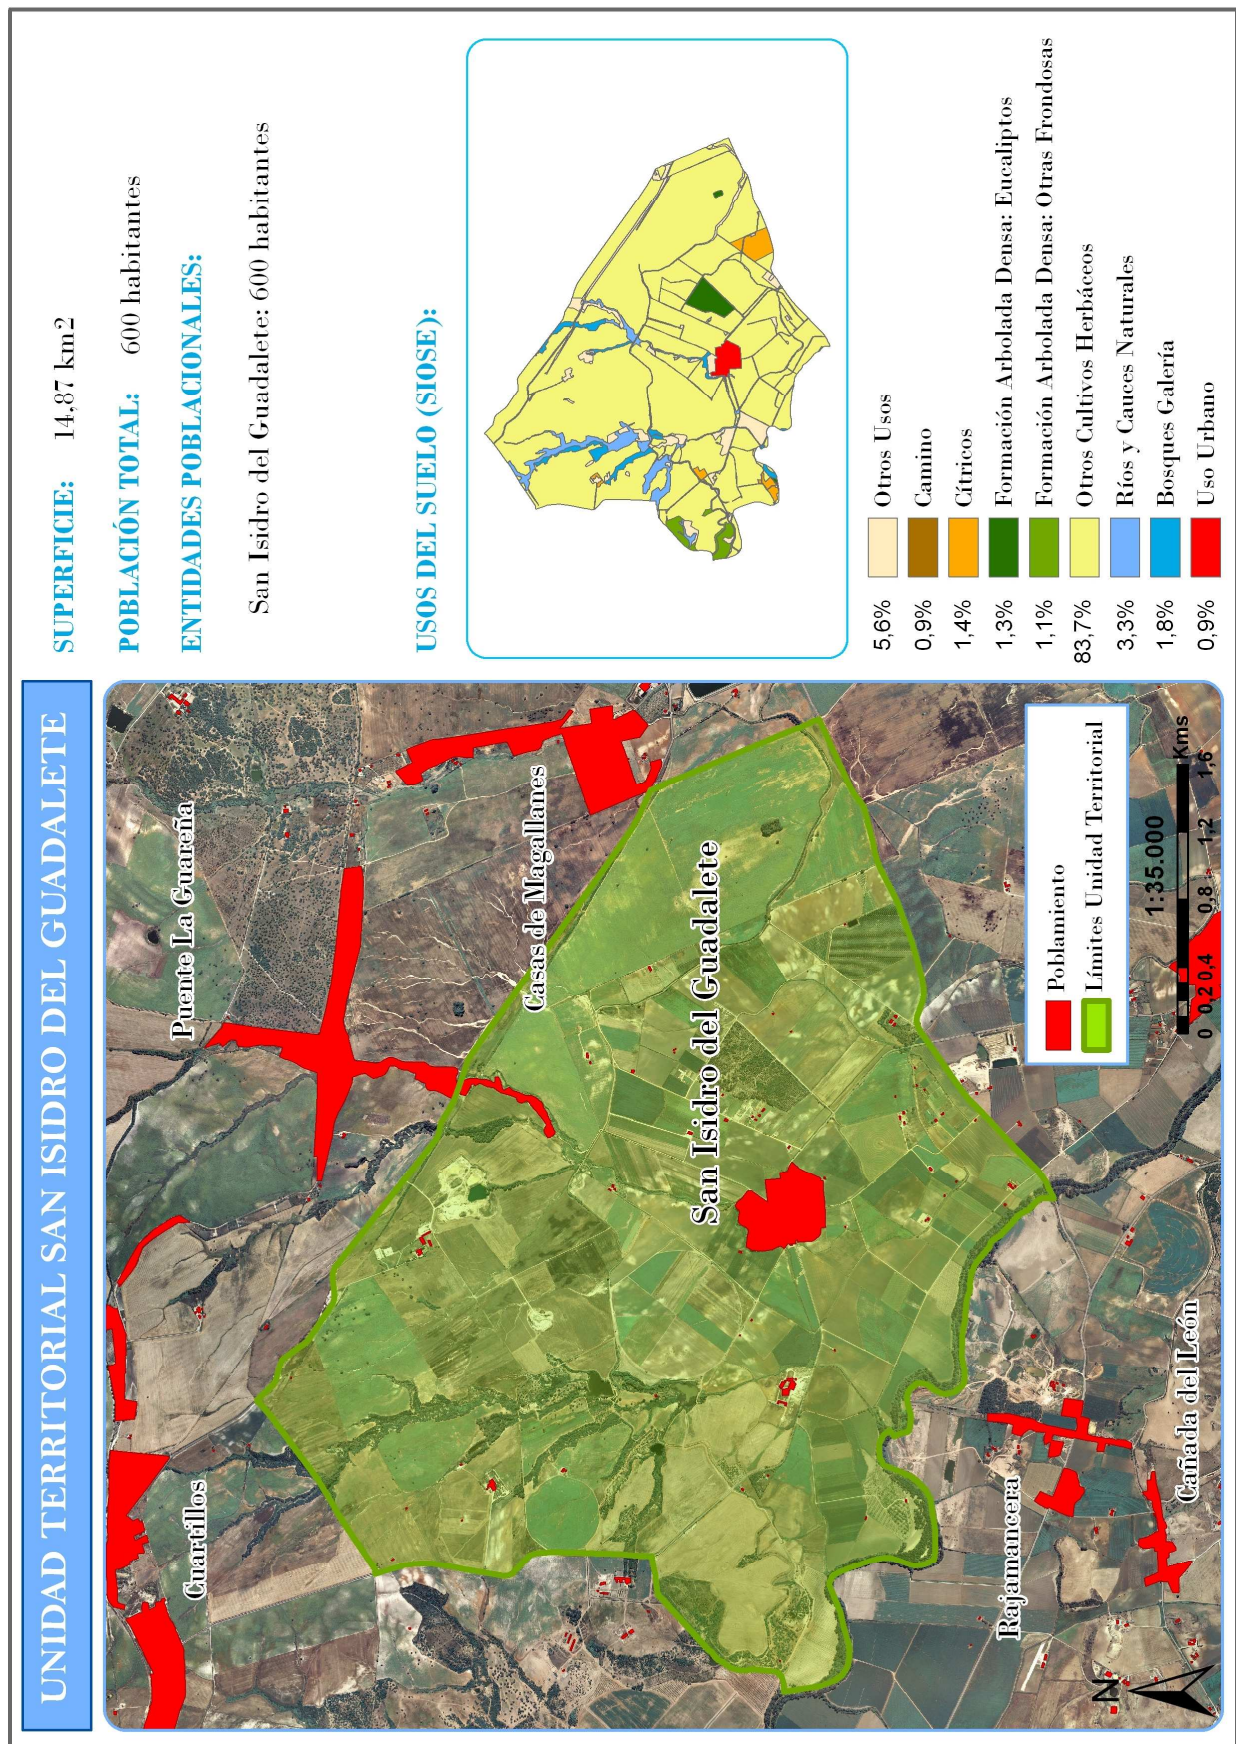 UNIDAD TERRITORIAL SAN ISIDRO DEL GUADALETE
Cuartillos
Puente La Guareña
Casas de Magallanes
San Isidro del Guadalete
Rajamancera
Cañada del León
N
Poblamiento
Límites Unidad Territorial
1:35.000
0 0,2 0,4 0,8 1,2 1,6
Kms
SUPERFICIE: 14,87 km2
POBLACIÓN TOTAL: 600 habitantes
ENTIDADES POBLACIONALES:
San Isidro del Guadalete: 600 habitantes
USOS DEL SUELO (SIOSE):
5,6% Otros Usos
0,9% Camino
1,4% Cítricos
1,3% Formación Arbolada Densa: Eucaliptos
1,1% Formación Arbolada Densa: Otras Frondosas
83,7% Otros Cultivos Herbáceos
3,3% Ríos y Cauces Naturales
1,8% Bosques Galería
0,9% Uso Urbano